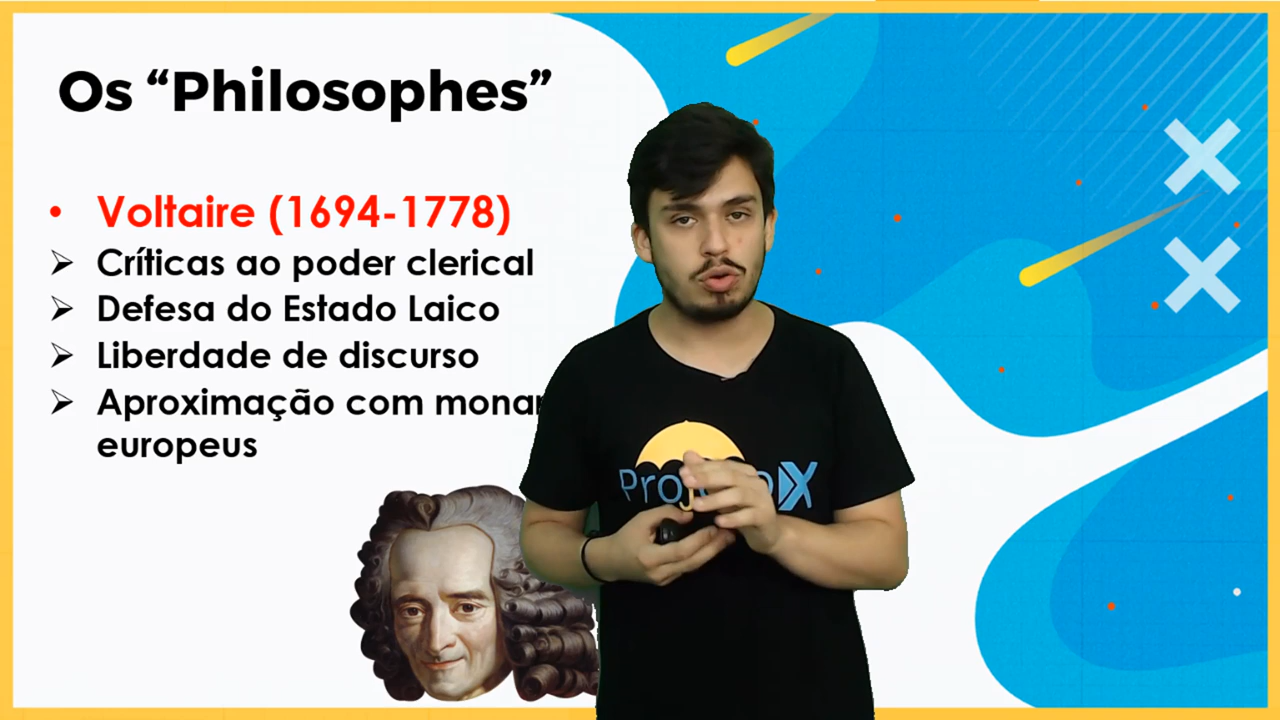 Os “Philosophes”
• Voltaire (1694-1778)
➢ Críticas ao poder clerical
➢ Defesa do Estado Laico
➢ Liberdade de discurso
➢ Aproximação com
europeus